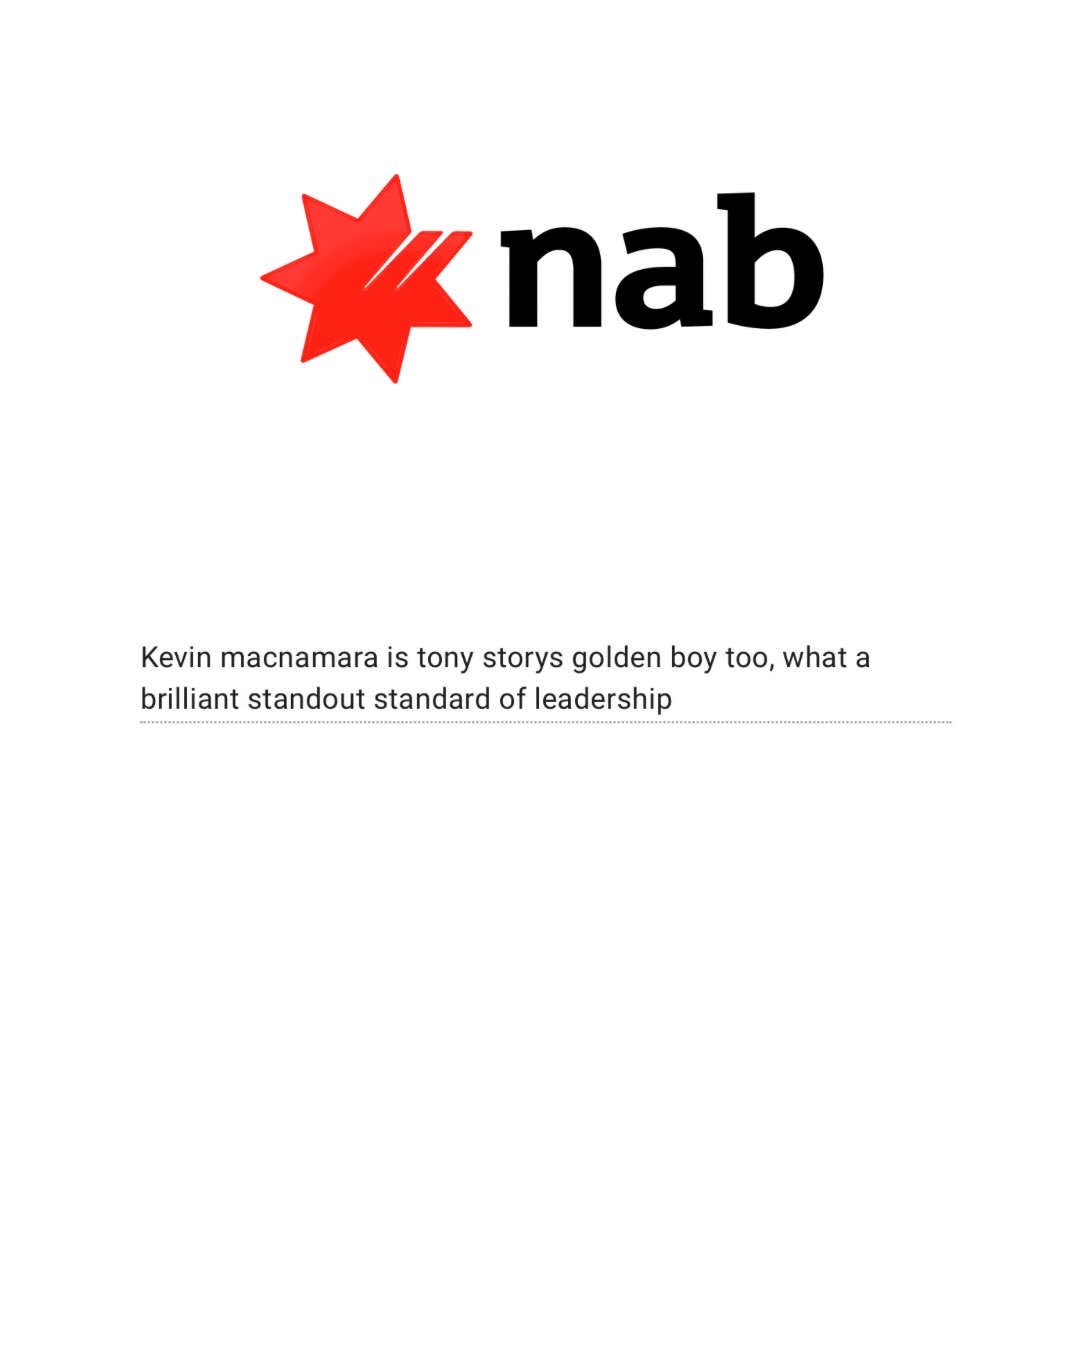 nab
Kevin macnamara is tony storys golden boy too, what a
brilliant standout standard of leadership